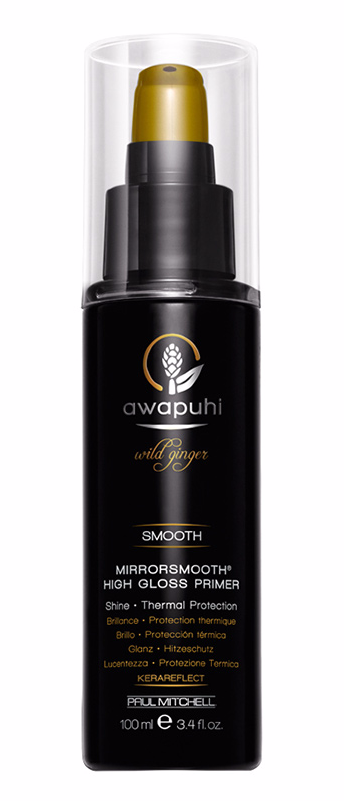 awapuhi
wild ginger
SMOOTH
MIRRORSMOOTH®
HIGH GLOSS PRIMER
Shine • Thermal Protection
Brillance • Protection thermique
Brillo • Protección térmica
Glanz • Hitzeschutz
Lucentezza • Protezione Termica
KERAREFLECT
PAUL MITCHELL
100 ml e 3.4 fl. oz.